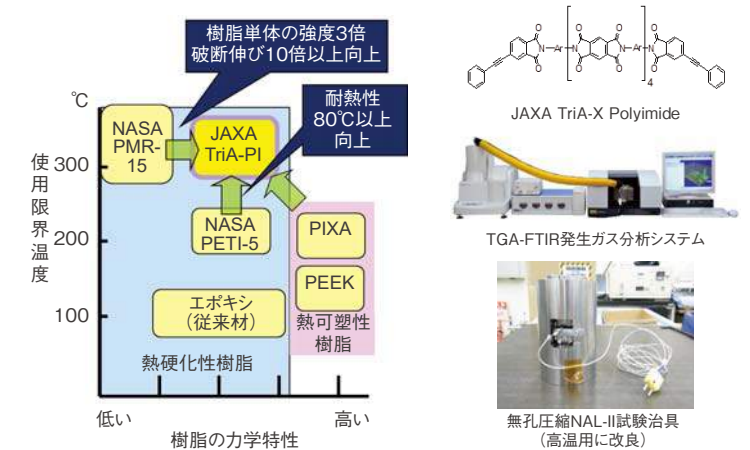 樹脂単体の強度3倍
破断伸び10倍以上向上
耐熱性
80℃以上
向上
℃
300
200
100
使用限界温度
NASA
PMR-
15
JAXA
TriA-PI
NASA
PETI-5
PIXA
PEEK
エポキシ
（従来材）
熱可塑性
樹脂
熱硬化性樹脂
低い
高い
樹脂の力学特性
O
O
N
Ar
O
O
N
O
O
N
Ar
4
O
O
N
JAXA TriA-X Polyimide
TGA-FTIR発生ガス分析システム
無孔圧縮NAL-II試験治具
（高温用に改良）